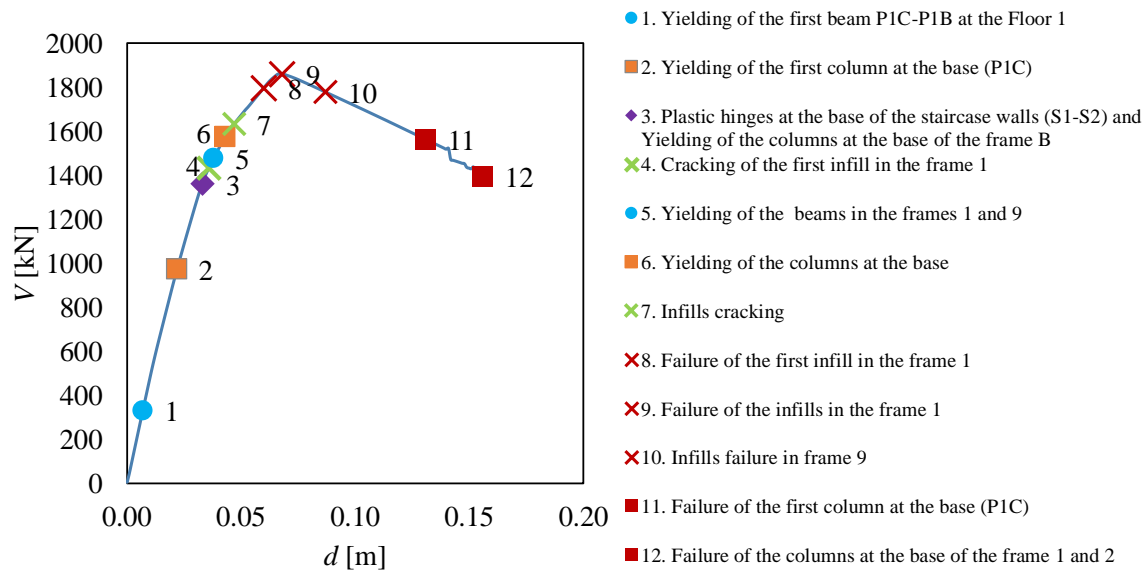 1. Yielding of the first beam P1C-P1B at the Floor 1
2. Yielding of the first column at the base (P1C)
3. Plastic hinges at the base of the staircase walls (S1-S2) and
Yielding of the columns at the base of the frame B
4. Cracking of the first infill in the frame 1
5. Yielding of the beams in the frames 1 and 9
6. Yielding of the columns at the base
7. Infills cracking
8. Failure of the first infill in the frame 1
9. Failure of the infills in the frame 1
10. Infills failure in frame 9
11. Failure of the first column at the base (P1C)
12. Failure of the columns at the base of the frame 1 and 2
V [kN]
2000
1800
1600
1400
1200
1000
800
600
400
200
0
0.00 0.05 0.10 0.15 0.20
d [m]
1
2
3
4
5
6
7
8
9
10
11
12